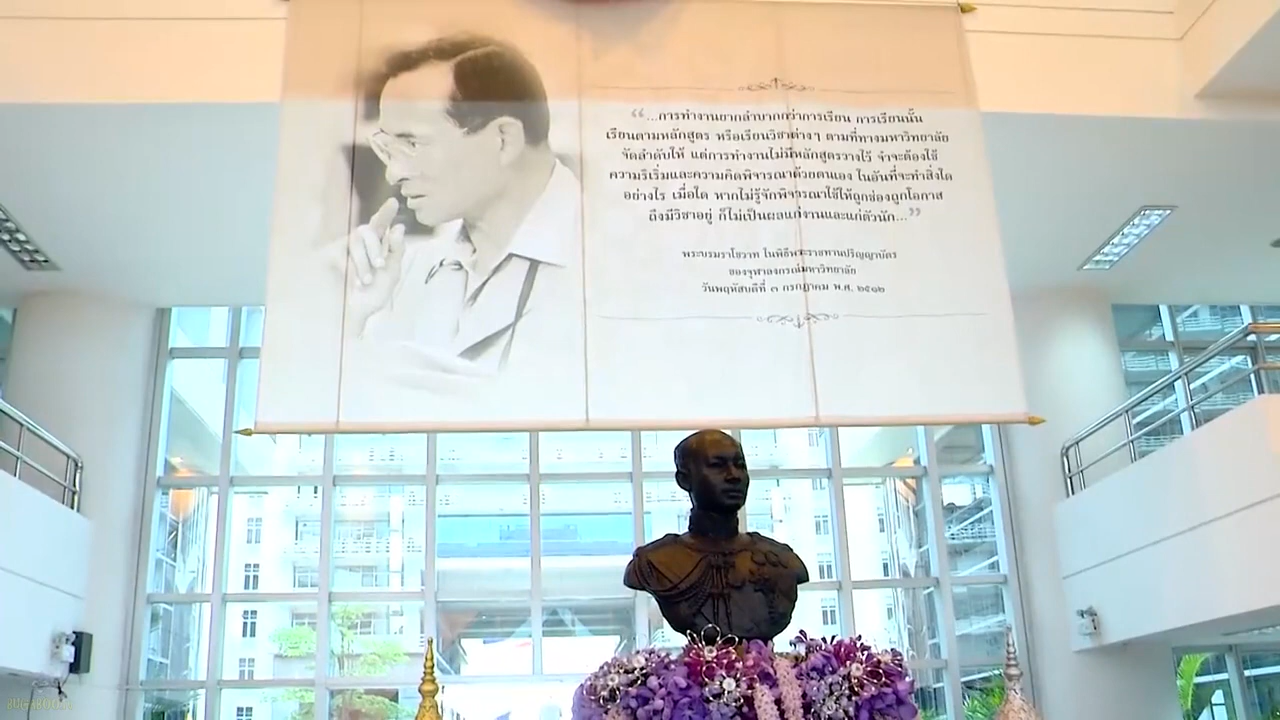 “...การทำงานยากลำบากกว่าการเรียน การเรียนนั้น
เรียนตามหลักสูตร หรือเรียนวิชาต่างๆ ตามที่ทางมหาวิทยาลัย
จัดลำดับให้ แต่การทำงานไม่มีหลักสูตรวางไว้ จำจะต้องใช้
ความริเริ่มและความคิดพิจารณาด้วยตนเอง ในอันที่จะทำสิ่งใด
อย่างไร เมื่อใด หากไม่รู้จักพิจารณาใช้ให้ถูกช่องถูกโอกาส
ถึงมีวิชาอยู่ ก็ไม่เป็นผลแก่งานและแก่ตัวนัก...”
พระบรมราโชวาท ในพิธีพระราชทานปริญญาบัตร
ของจุฬาลงกรณ์มหาวิทยาลัย
วันพฤหัสบดีที่ ๓ กรกฎาคม พ.ศ. ๒๕๑๒